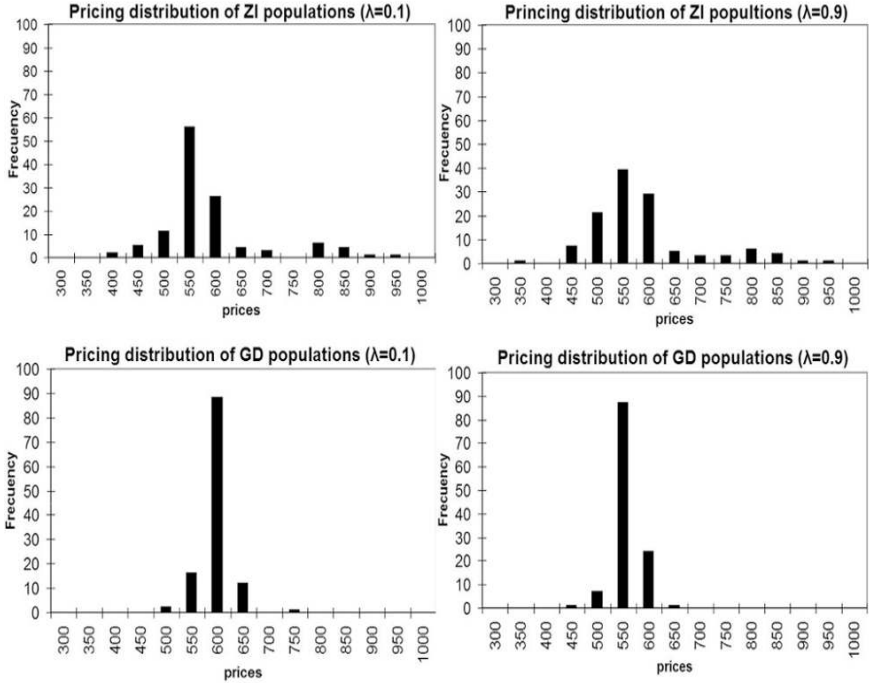 Pricing distribution of ZI populations (λ=0.1)
100
90
80
70
60
50
40
30
20
10
0
Frecuency
300 350 400 450 500 550 600 650 700 750 800 850 900 950 1000
prices
Princing distribution of ZI popultions (λ=0.9)
100
90
80
70
60
50
40
30
20
10
0
Frecuency
300 350 400 450 500 550 600 650 700 750 800 850 900 950 1000
prices
Pricing distribution of GD populations (λ=0.1)
100
90
80
70
60
50
40
30
20
10
0
Frecuency
300 350 400 450 500 550 600 650 700 750 800 850 900 950 1000
prices
Pricing distribution of GD populations (λ=0.9)
100
90
80
70
60
50
40
30
20
10
0
Frecuency
300 350 400 450 500 550 600 650 700 750 800 850 900 950 1000
prices